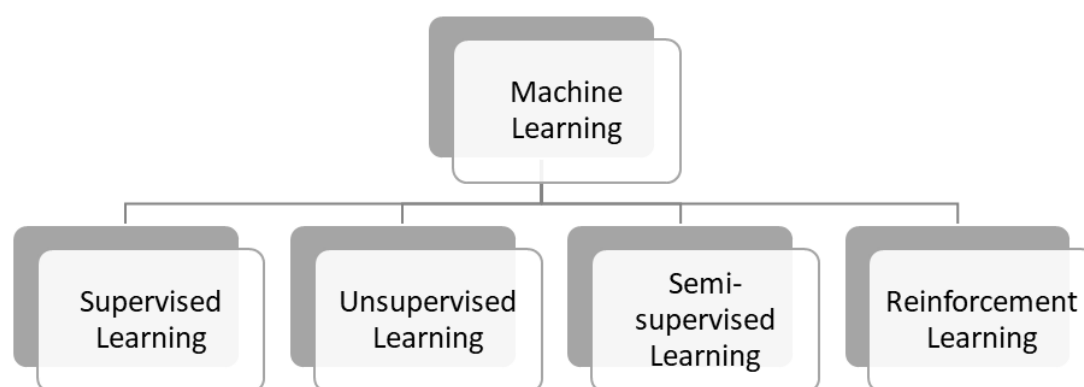 Machine
Learning
Supervised
Learning
Unsupervised
Learning
Semi-
supervised
Learning
Reinforcement
Learning